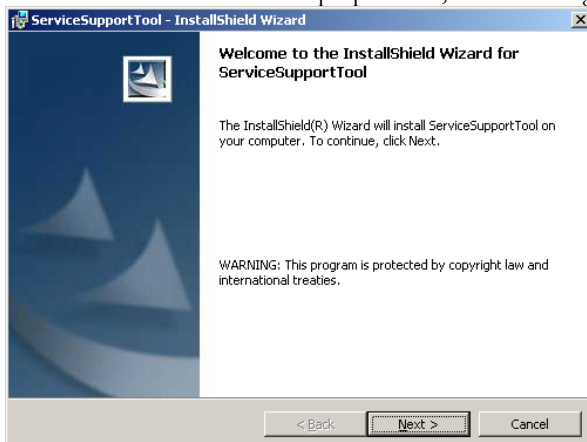 ServiceSupportTool - InstallShield Wizard
Welcome to the InstallShield Wizard for
ServiceSupportTool
The InstallShield(R) Wizard will install ServiceSupportTool on
your computer. To continue, click Next.
WARNING: This program is protected by copyright law and
international treaties.
< Back Next > Cancel